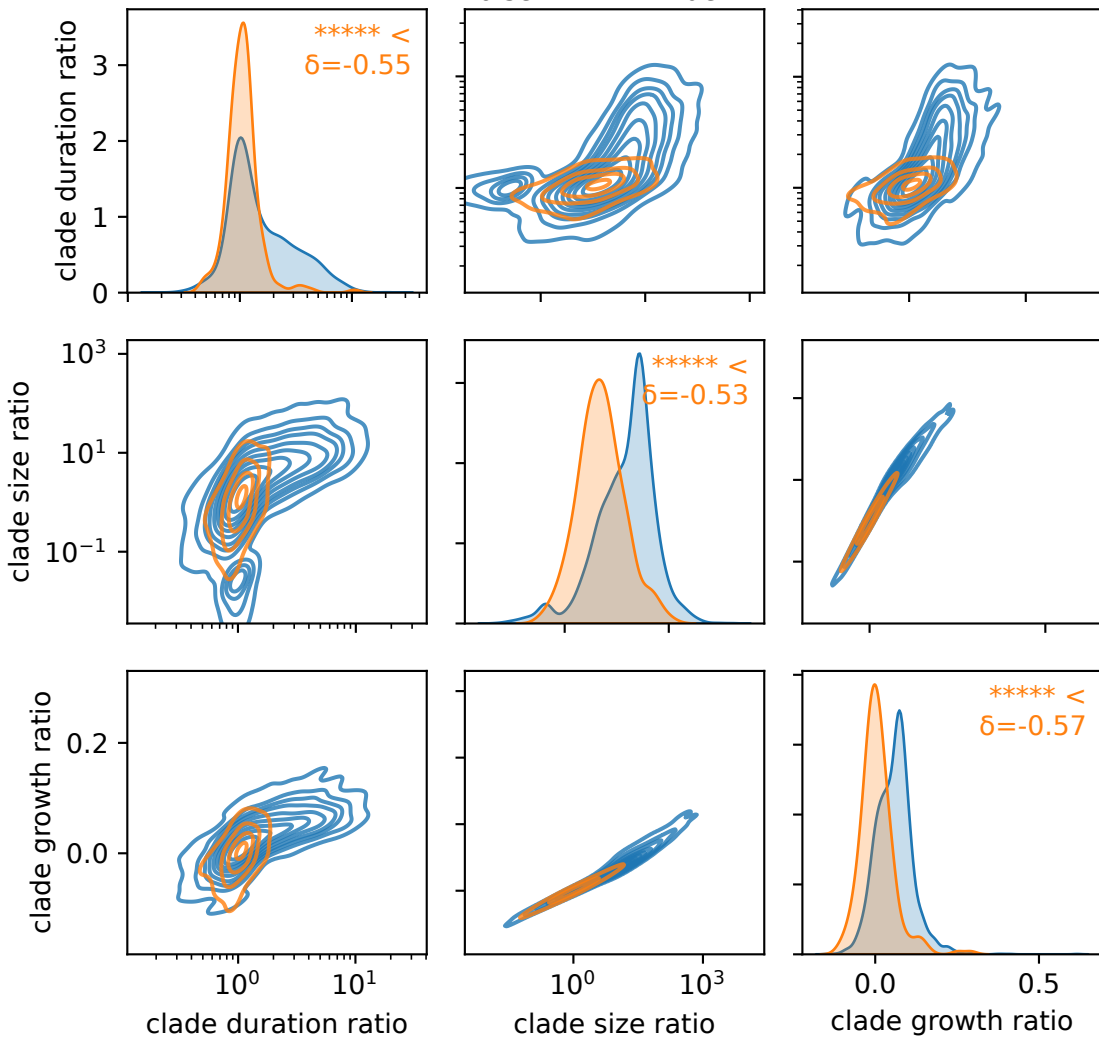 clade duration ratio
3
2
1
0
***** <
δ=-0.55
clade size ratio
10³
10¹
10⁻¹
***** <
δ=-0.53
clade growth ratio
0.2
0.0
***** <
δ=-0.57
10⁰
10¹
10⁰
10³
0.0
0.5
clade duration ratio
clade size ratio
clade growth ratio